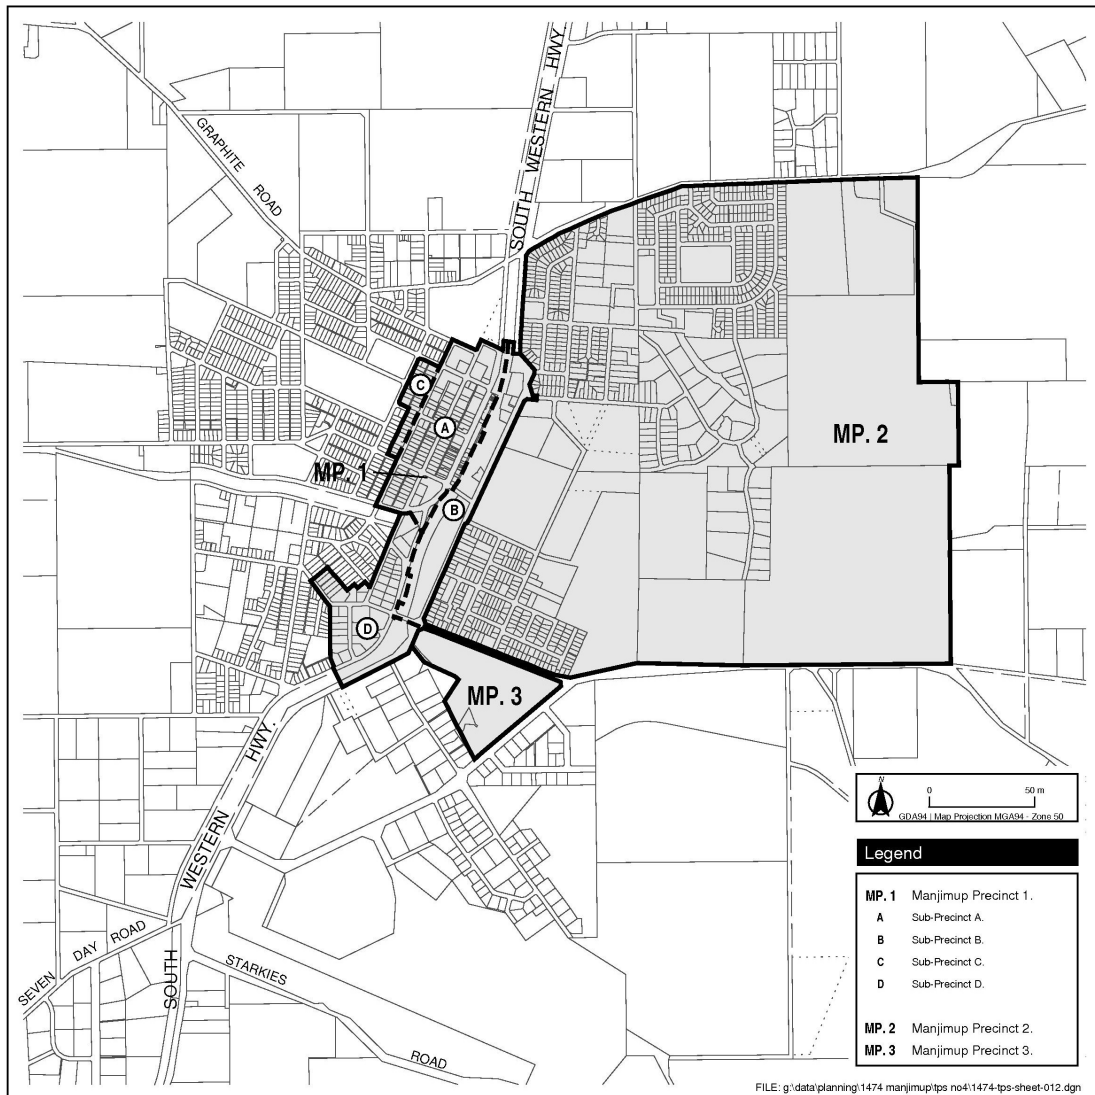 GRAPHITE ROAD
SOUTH WESTERN HWY.
C
A
MP. 2
MP. 1
B
D
MP. 3
SOUTH WESTERN HWY.
SEVEN DAY ROAD
STARKIES ROAD
N
0 50 m
GDA94 | Map Projection MGA94 - Zone 50
Legend
MP. 1 Manjimup Precinct 1.
A Sub-Precinct A.
B Sub-Precinct B.
C Sub-Precinct C.
D Sub-Precinct D.
MP. 2 Manjimup Precinct 2.
MP. 3 Manjimup Precinct 3.
FILE: g:\data\planning\1474 manjimup\tps no4\1474-tps-sheet-012.dgn